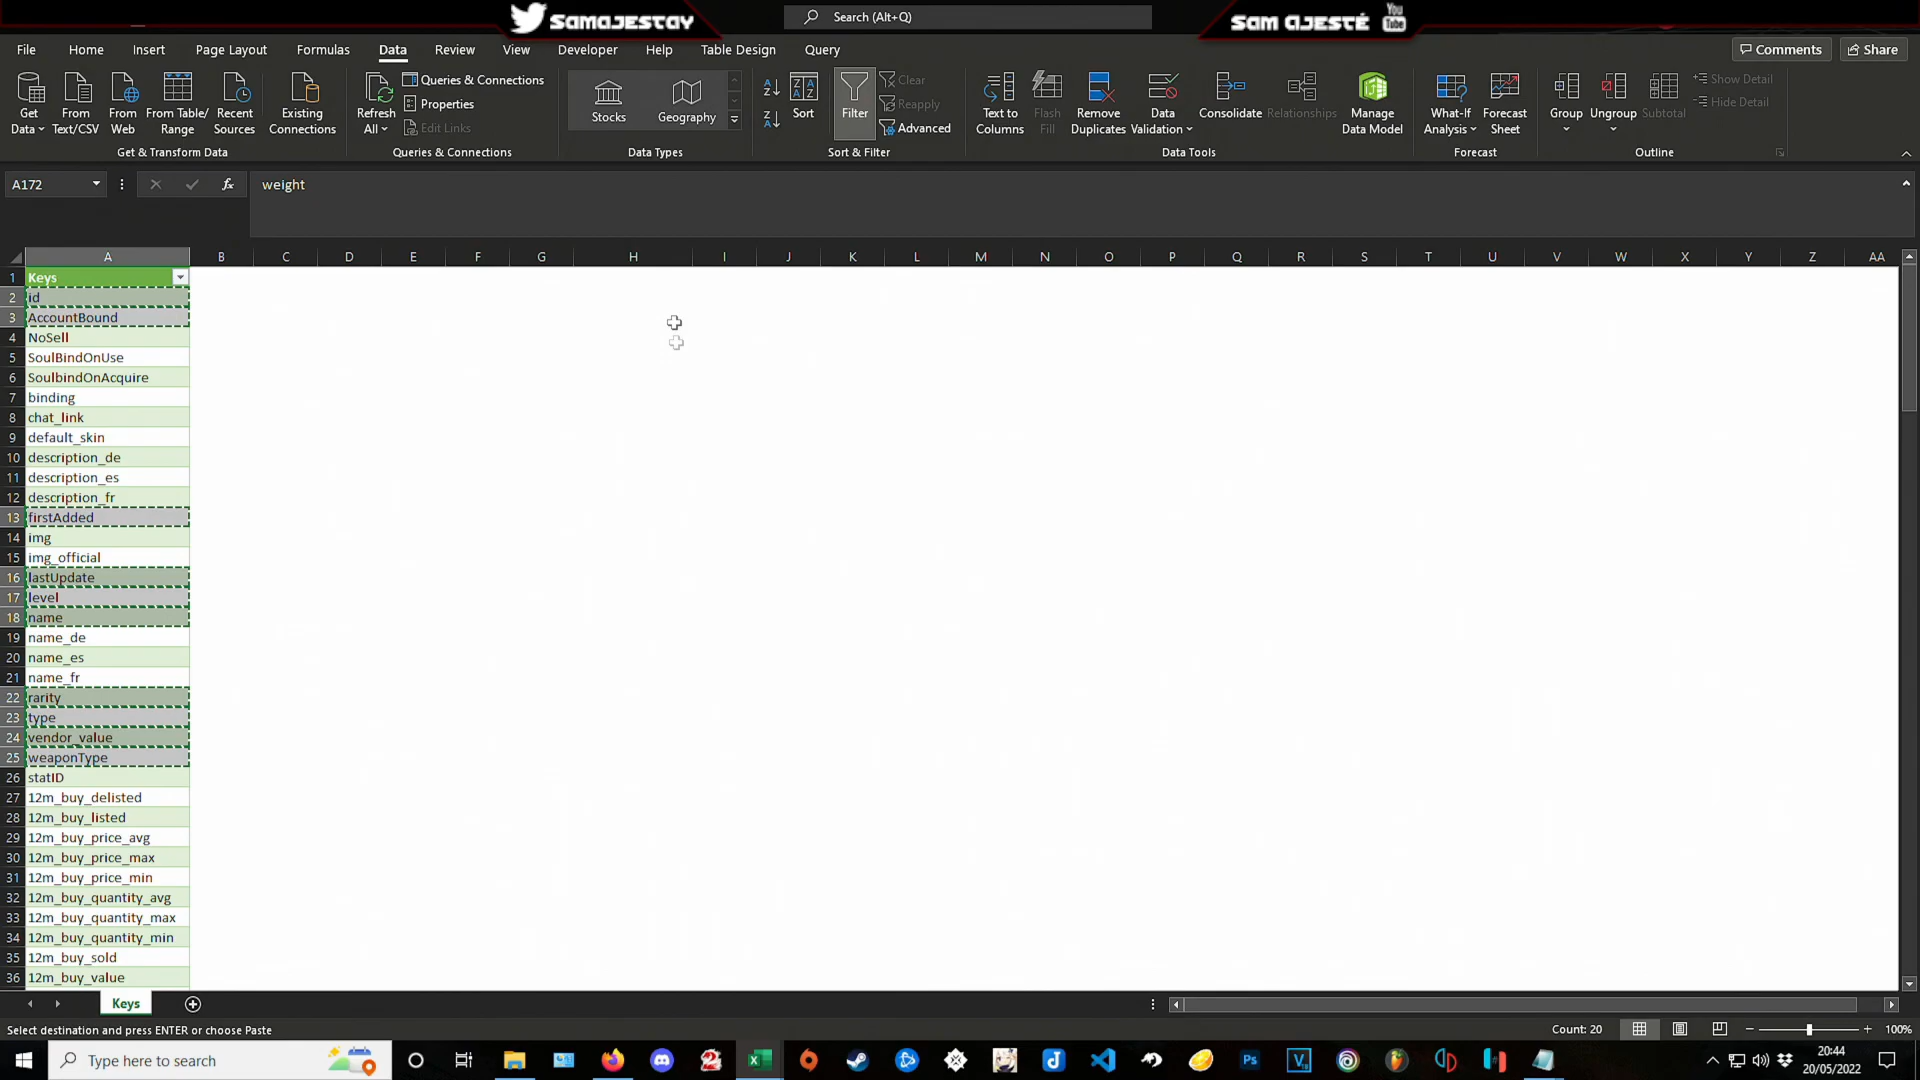 SamaJestay
Search (Alt+Q)
Sam aJesté
You
Tube
File Home Insert Page Layout Formulas Data Review View Developer Help Table Design Query
Comments Share
Get Data
From Text/CSV
From Web
From Table/ Range
Recent Sources
Existing Connections
Get & Transform Data
Refresh All
Queries & Connections
Properties
Edit Links
Queries & Connections
Stocks
Geography
Data Types
Sort
Filter
Clear
Reapply
Advanced
Sort & Filter
Text to Columns
Flash Fill
Remove Duplicates
Data Validation
Consolidate
Relationships
Manage Data Model
Data Tools
What-If Analysis
Forecast Sheet
Forecast
Group
Ungroup
Subtotal
Show Detail
Hide Detail
Outline
A172 fx weight
A B C D E F G H I J K L M N O P Q R S T U V W X Y Z AA
1 Keys
2 id
3 AccountBound
4 NoSell
5 SoulBindOnUse
6 SoulbindOnAcquire
7 binding
8 chat_link
9 default_skin
10 description_de
11 description_es
12 description_fr
13 firstAdded
14 img
15 img_official
16 lastUpdate
17 level
18 name
19 name_de
20 name_es
21 name_fr
22 rarity
23 type
24 vendor_value
25 weaponType
26 statID
27 12m_buy_delisted
28 12m_buy_listed
29 12m_buy_price_avg
30 12m_buy_price_max
31 12m_buy_price_min
32 12m_buy_quantity_avg
33 12m_buy_quantity_max
34 12m_buy_quantity_min
35 12m_buy_sold
36 12m_buy_value
Keys
Select destination and press ENTER or choose Paste
Count: 20
100%
Type here to search
Ps
20:44
20/05/2022